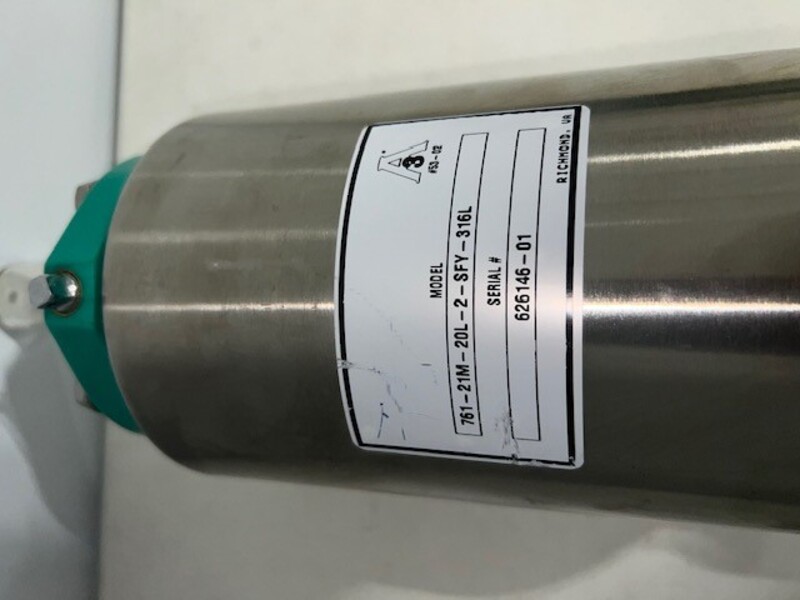 A3
#53-02
MODEL
761-21M-20L-2-SFY-316L
SERIAL #
626146-01
RICHMOND, VA